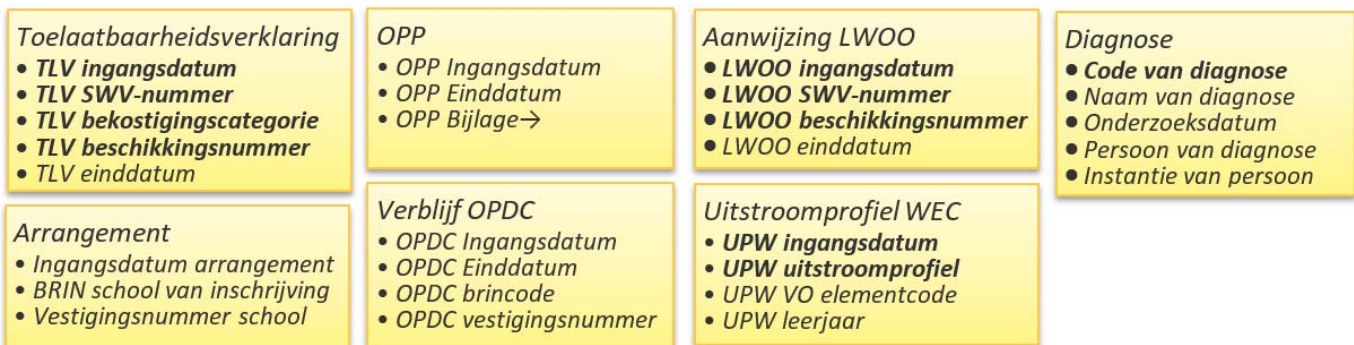 Toelaatbaarheidsverklaring
• TLV ingangsdatum
• TLV SWV-nummer
• TLV bekostigingscategorie
• TLV beschikkingsnummer
• TLV einddatum
OPP
• OPP Ingangsdatum
• OPP Einddatum
• OPP Bijlage→
Aanwijzing LWOO
• LWOO ingangsdatum
• LWOO SWV-nummer
• LWOO beschikkingsnummer
• LWOO einddatum
Diagnose
• Code van diagnose
• Naam van diagnose
• Onderzoeksdatum
• Persoon van diagnose
• Instantie van persoon
Arrangement
• Ingangsdatum arrangement
• BRIN school van inschrijving
• Vestigingsnummer school
Verblijf OPDC
• OPDC Ingangsdatum
• OPDC Einddatum
• OPDC brincode
• OPDC vestigingsnummer
Uitstroomprofiel WEC
• UPW ingangsdatum
• UPW uitstroomprofiel
• UPW VO elementcode
• UPW leerjaar